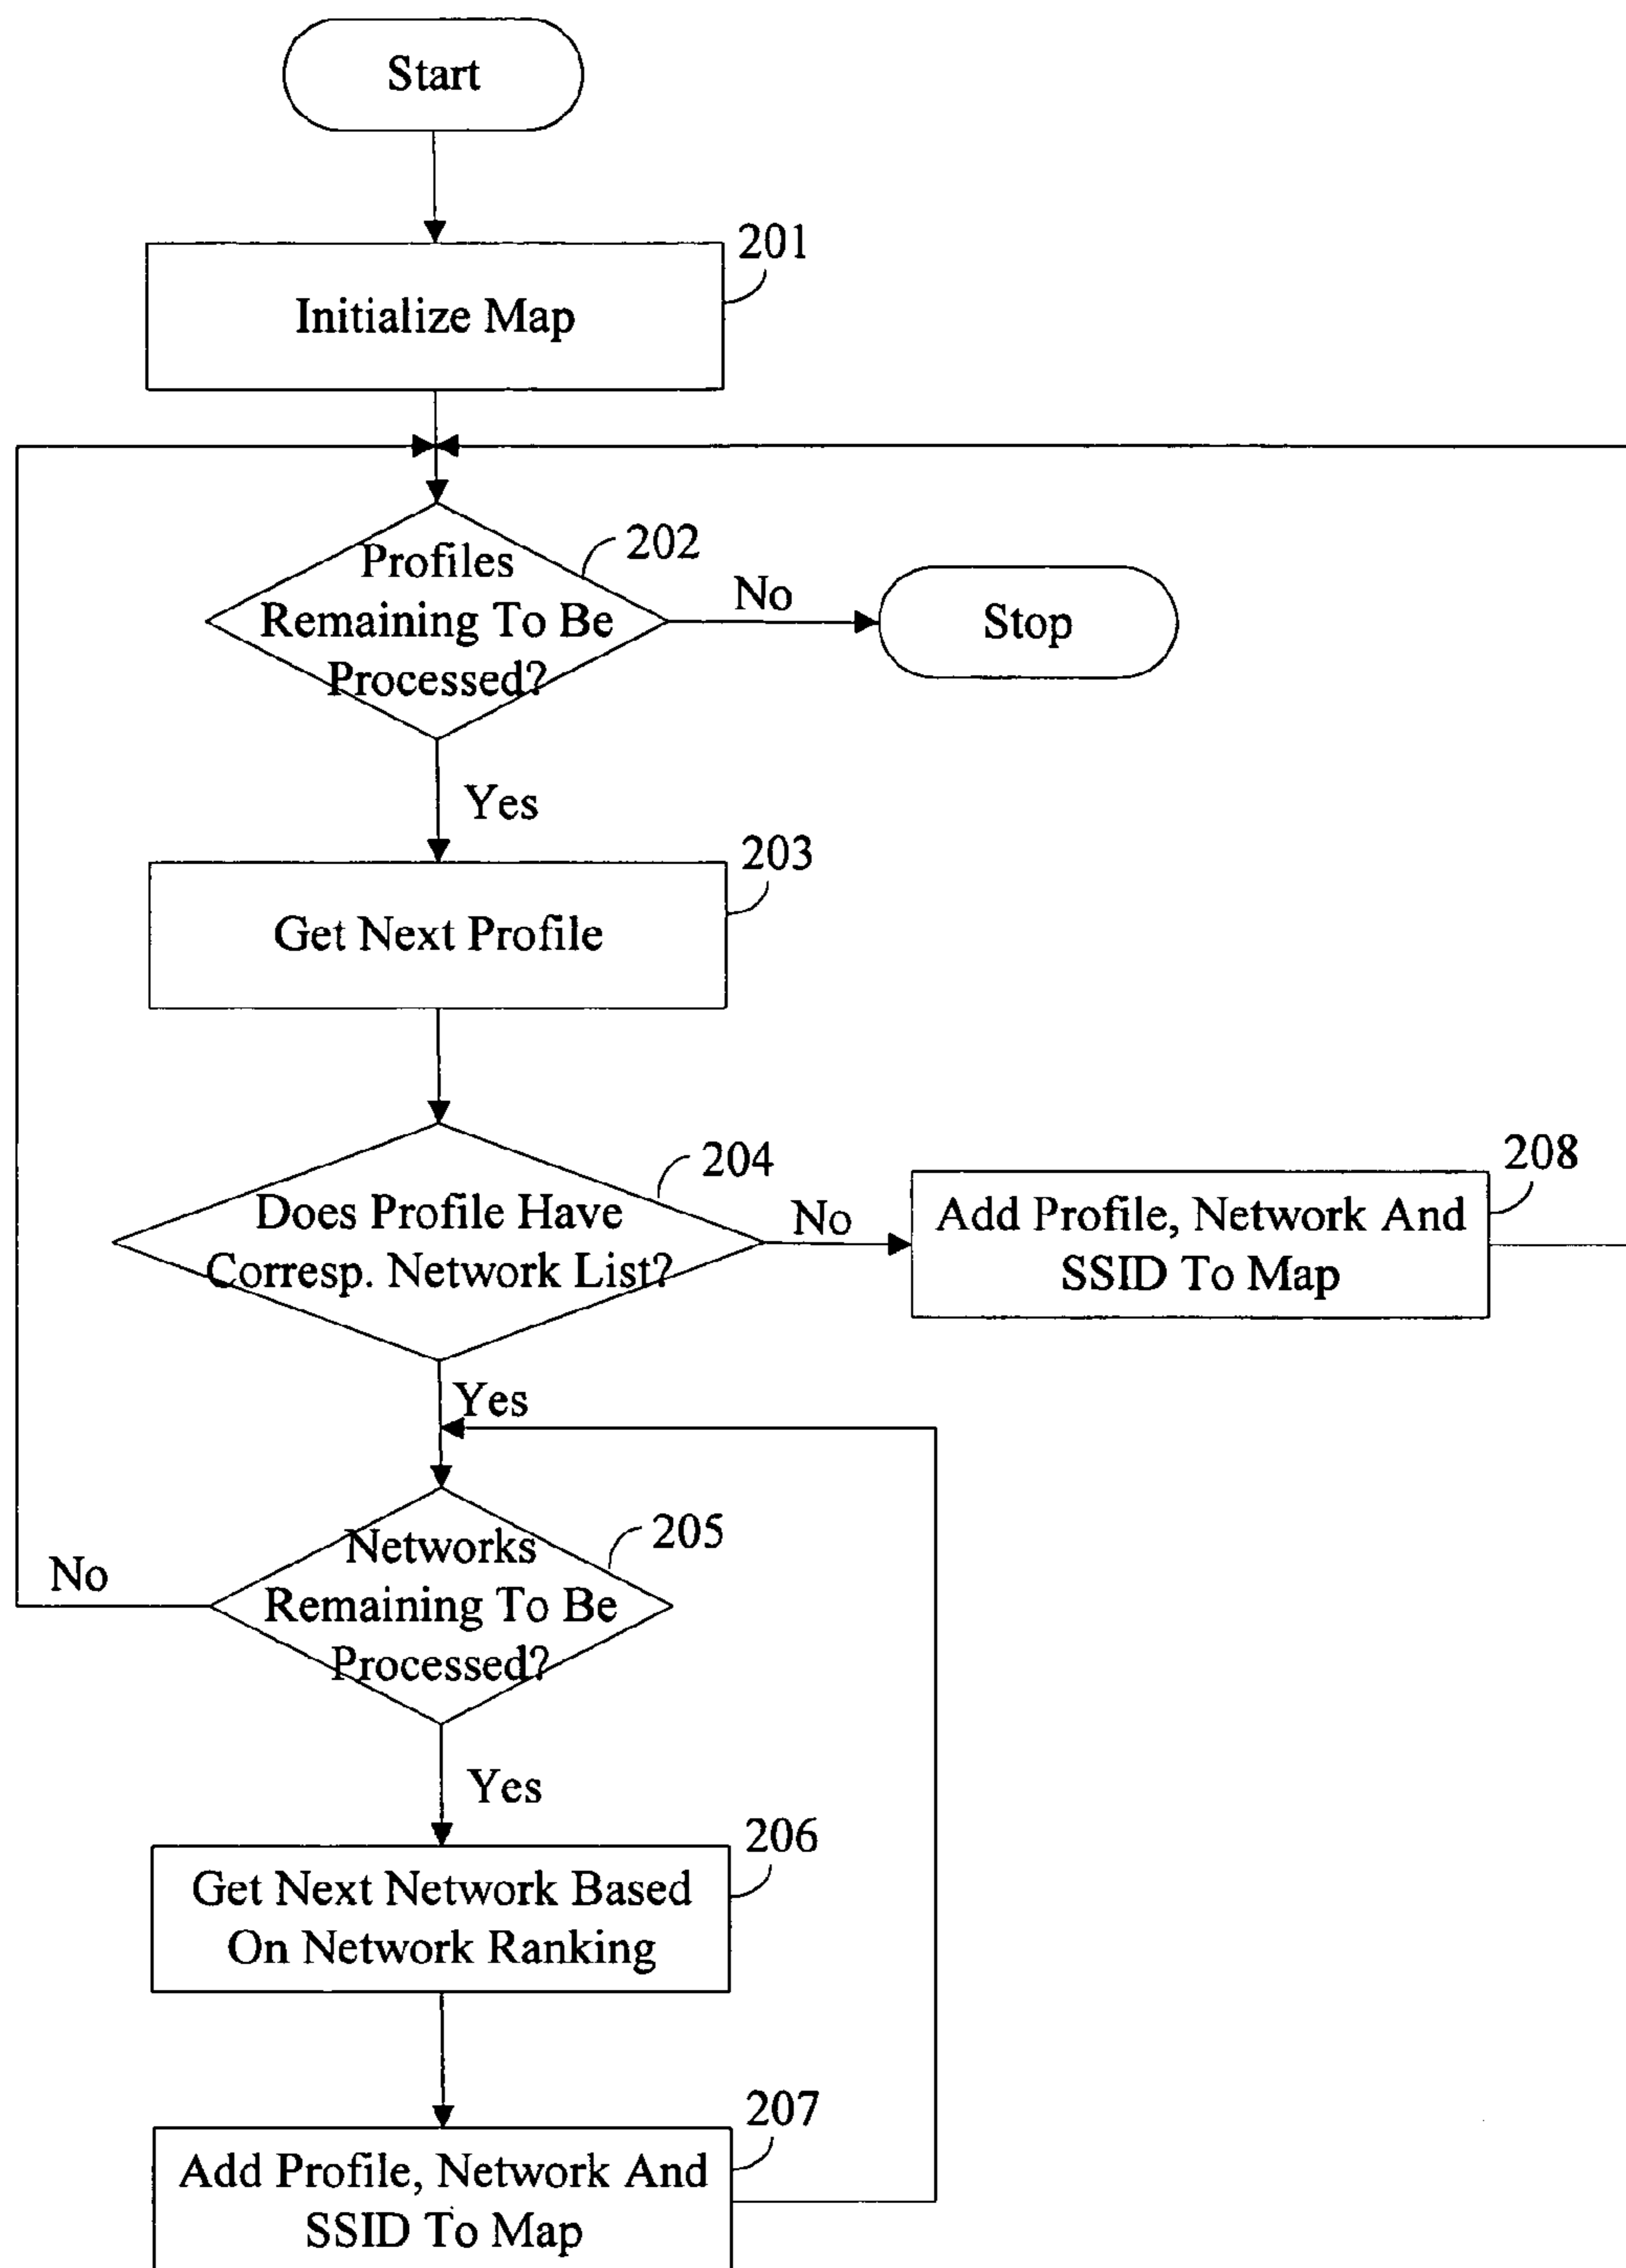 Start
201
Initialize Map
202
Profiles
Remaining To Be
Processed?
No
Stop
Yes
203
Get Next Profile
204
Does Profile Have
Corresp. Network List?
No
208
Add Profile, Network And
SSID To Map
Yes
205
Networks
Remaining To Be
Processed?
No
Yes
206
Get Next Network Based
On Network Ranking
207
Add Profile, Network And
SSID To Map